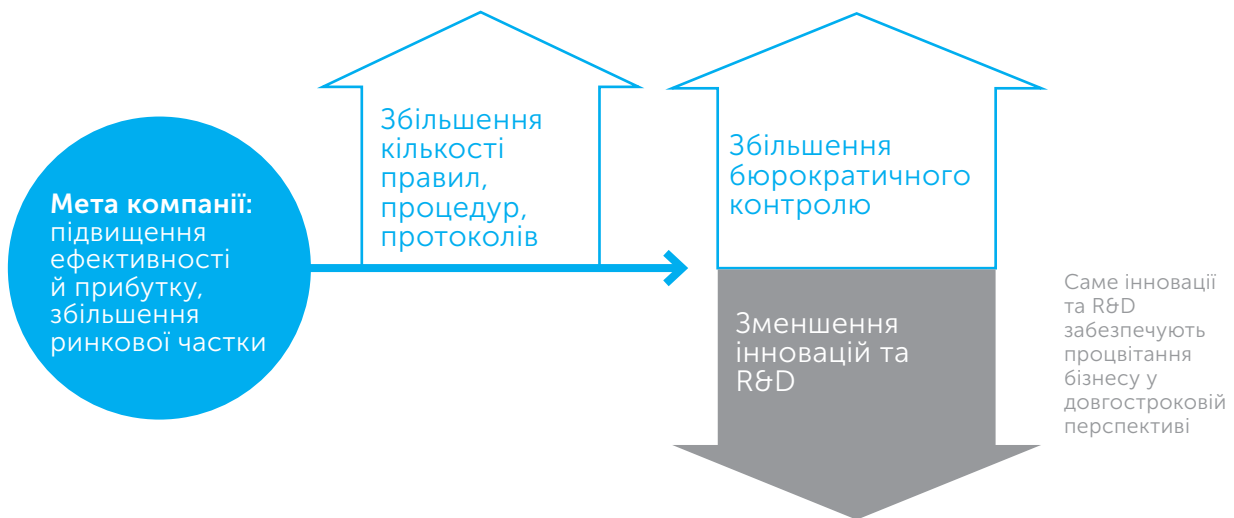 Мета компанії:
підвищення
ефективності
й прибутку,
збільшення
ринкової частки
Збільшення
кількості
правил,
процедур,
протоколів
Збільшення
бюрократичного
контролю
Зменшення
інновацій та
R&D
Саме інновації
та R&D
забезпечують
процвітання
бізнесу у
довгостроковій
перспективі